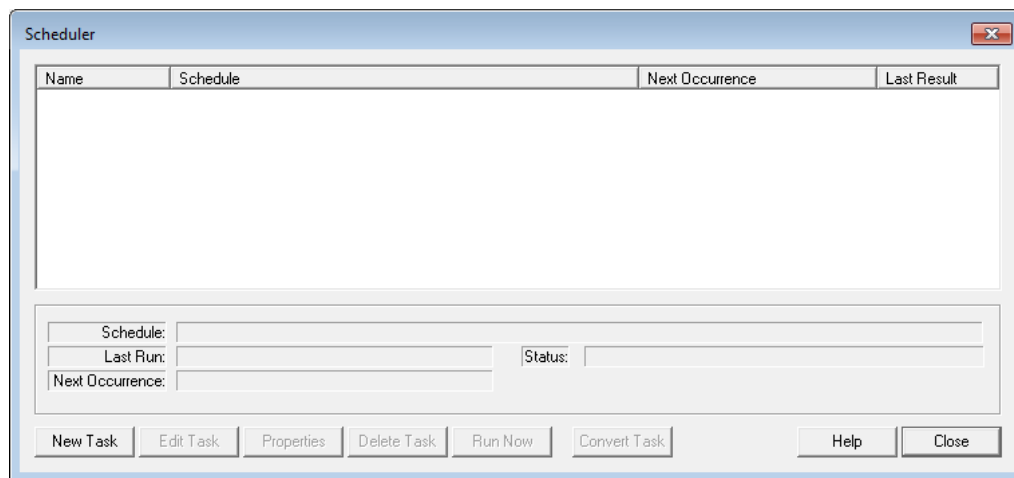 Scheduler
Name Schedule Next Occurrence Last Result
Schedule:
Last Run: Status:
Next Occurrence:
New Task Edit Task Properties Delete Task Run Now Convert Task Help Close